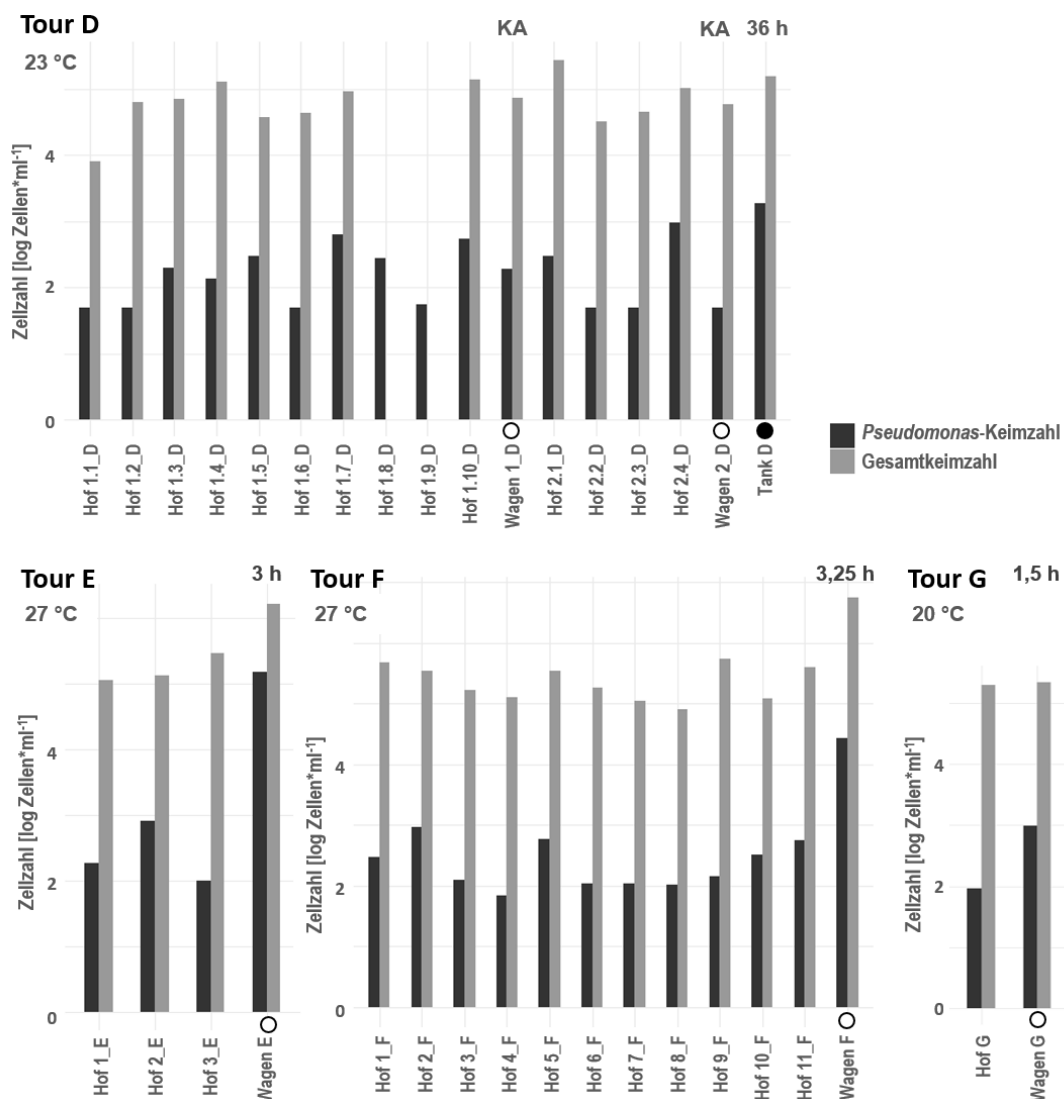 Tour D
KA
KA
36 h
23 °C
Zellzahl [log Zellen*ml-1]
4
2
0
Hof 1.1_D
Hof 1.2_D
Hof 1.3_D
Hof 1.4_D
Hof 1.5_D
Hof 1.6_D
Hof 1.7_D
Hof 1.8_D
Hof 1.9_D
Hof 1.10_D
Wagen 1_D
Hof 2.1_D
Hof 2.2_D
Hof 2.3_D
Hof 2.4_D
Wagen 2_D
Tank D
Pseudomonas-Keimzahl
Gesamtkeimzahl
Tour E
3 h
27 °C
Zellzahl [log Zellen*ml-1]
4
2
0
Hof 1_E
Hof 2_E
Hof 3_E
Wagen E
Tour F
3,25 h
27 °C
Zellzahl [log Zellen*ml-1]
4
2
0
Hof 1_F
Hof 2_F
Hof 3_F
Hof 4_F
Hof 5_F
Hof 6_F
Hof 7_F
Hof 8_F
Hof 9_F
Hof 10_F
Hof 11_F
Wagen F
Tour G
1,5 h
20 °C
Zellzahl [log Zellen*ml-1]
4
2
0
Hof G
Wagen G